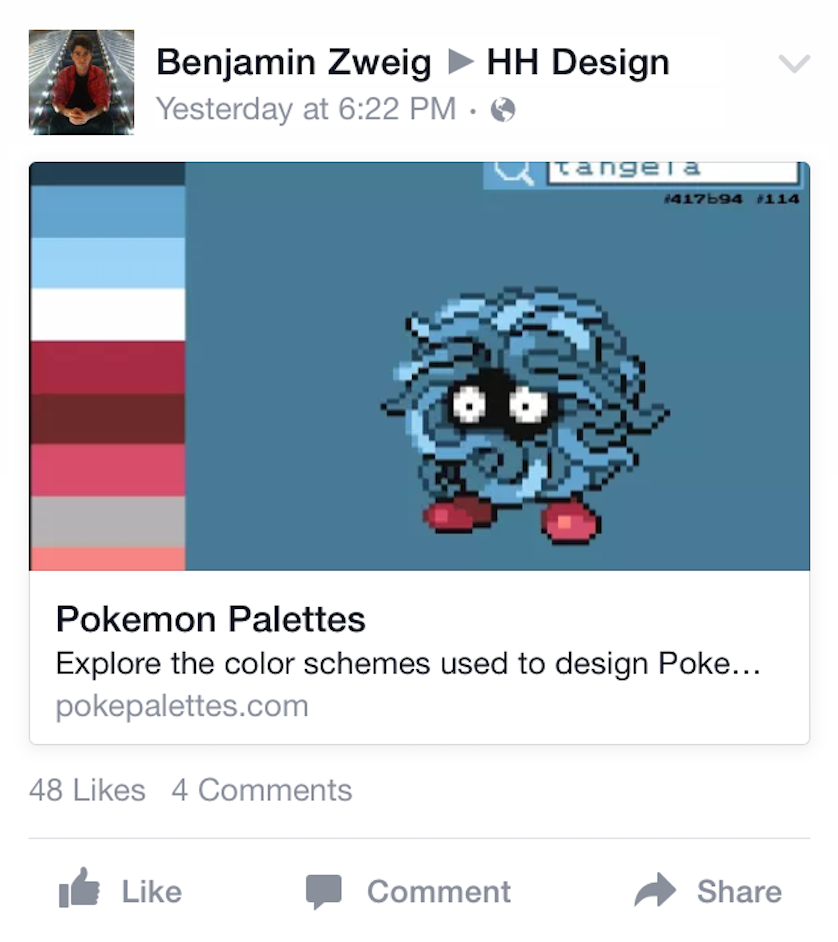 Benjamin Zweig ▶ HH Design
Yesterday at 6:22 PM ·
tangela
#417b94 #114
Pokemon Palettes
Explore the color schemes used to design Poke...
pokepalettes.com
48 Likes 4 Comments
Like Comment Share